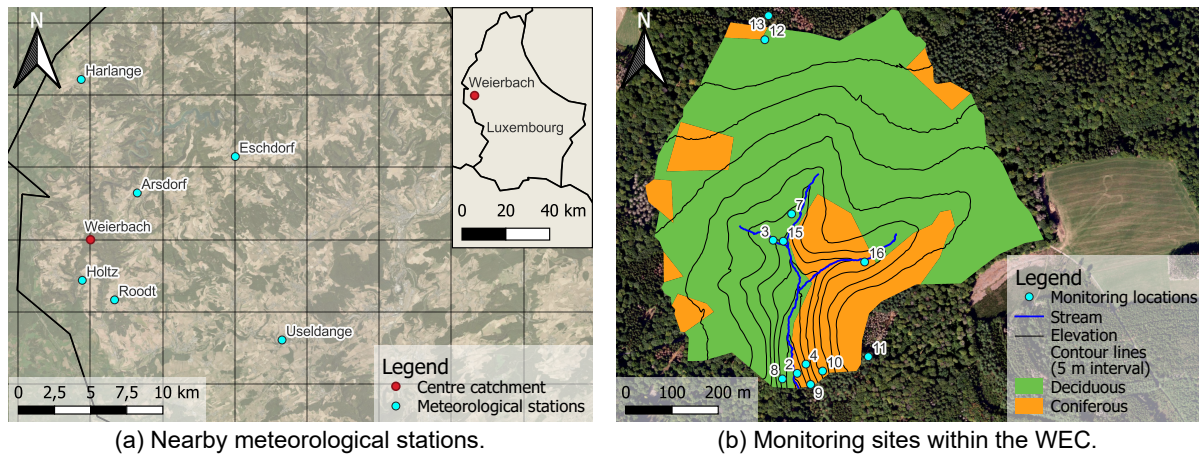 N
Harlange
Eschdorf
Arsdorf
Weierbach
Holtz
Roodt
Useldange
Weierbach
Luxembourg
0 20 40 km
Legend
Centre catchment
Meteorological stations
0 2,5 5 7,5 10 km
(a) Nearby meteorological stations.
N
13
12
7
3
15
16
11
4
10
2
8
9
Legend
Monitoring locations
Stream
Elevation
Contour lines
(5 m interval)
Deciduous
Coniferous
0 100 200 m
(b) Monitoring sites within the WEC.